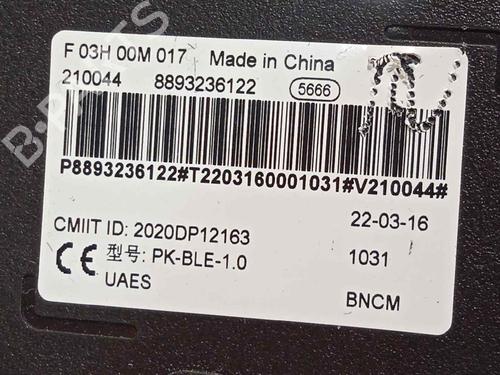 F 03H 00M 017 Made in China
210044 8893236122 5666
P8893236122#T2203160001031#V210044#
CMIIT ID: 2020DP12163 22-03-16
CE 型号: PK-BLE-1.0 1031
UAES BNCM
B-PARTS